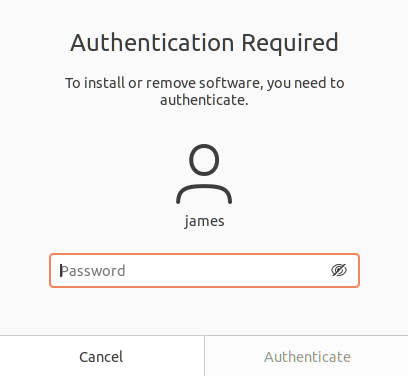 Authentication Required
To install or remove software, you need to
authenticate.
james
Password
Cancel
Authenticate